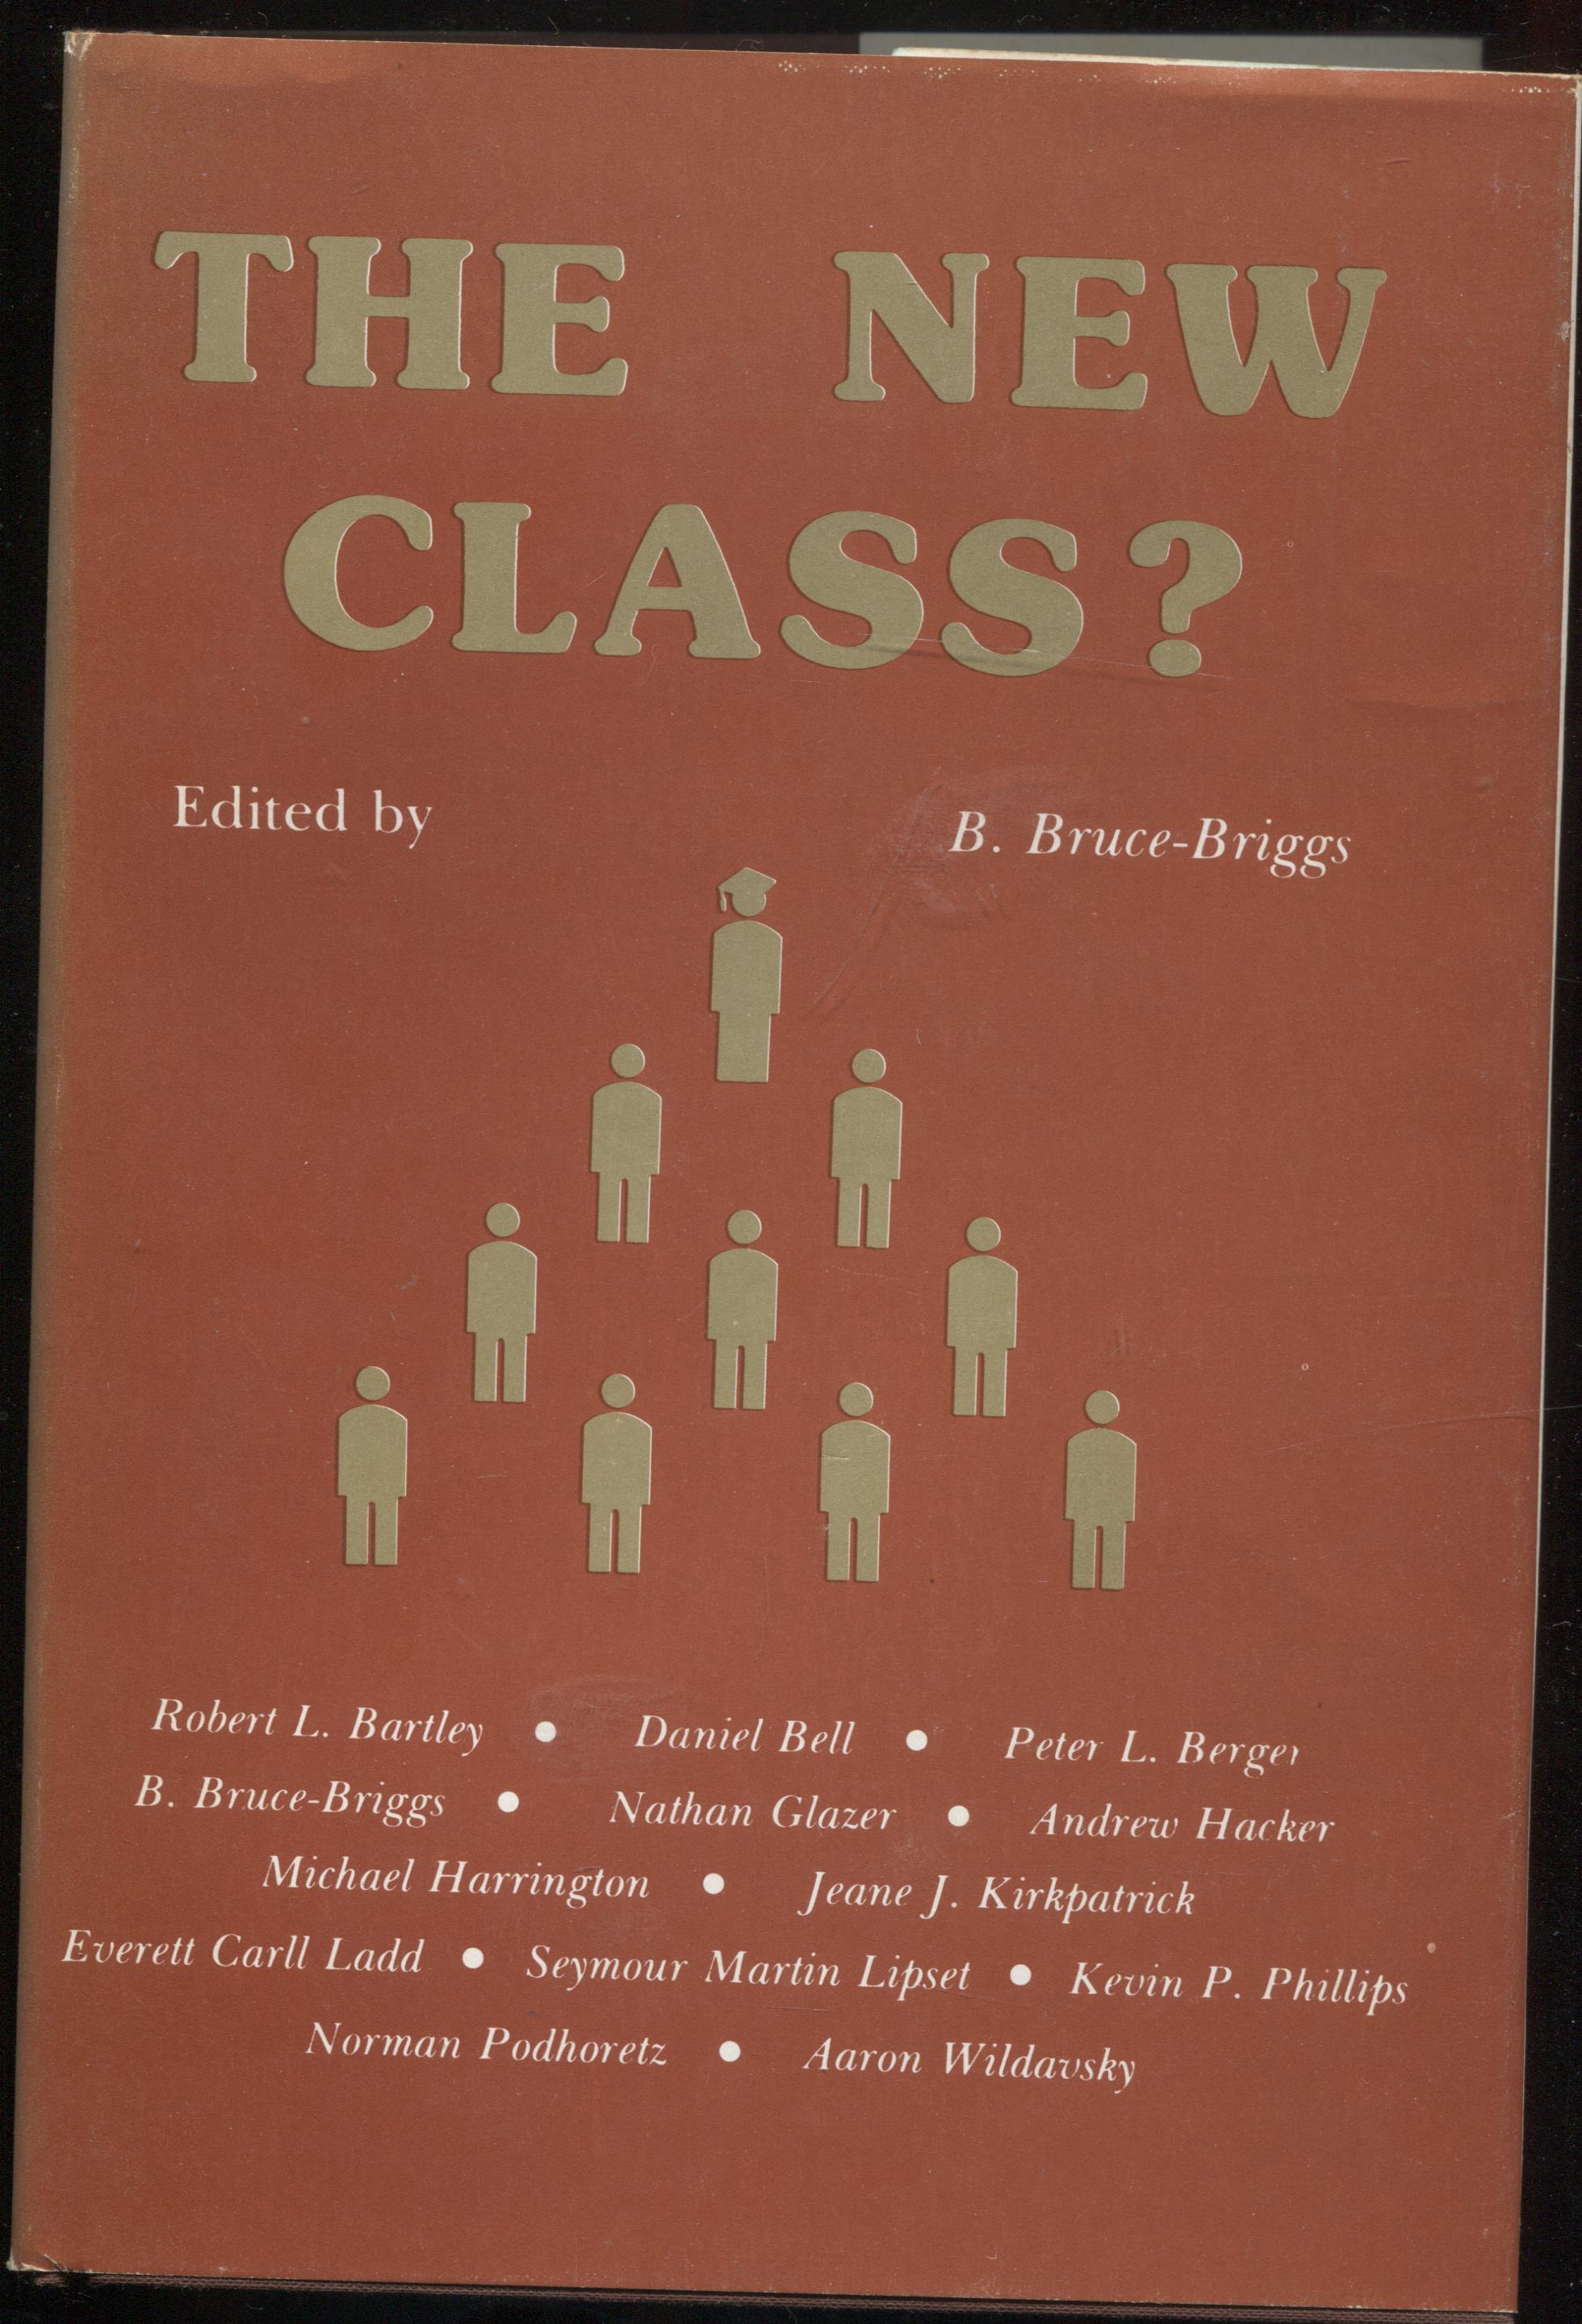 THE NEW
CLASS?
Edited by B. Bruce-Briggs
Robert L. Bartley • Daniel Bell • Peter L. Berger
B. Bruce-Briggs • Nathan Glazer • Andrew Hacker
Michael Harrington • Jeane J. Kirkpatrick
Everett Carll Ladd • Seymour Martin Lipset • Kevin P. Phillips
Norman Podhoretz • Aaron Wildavsky